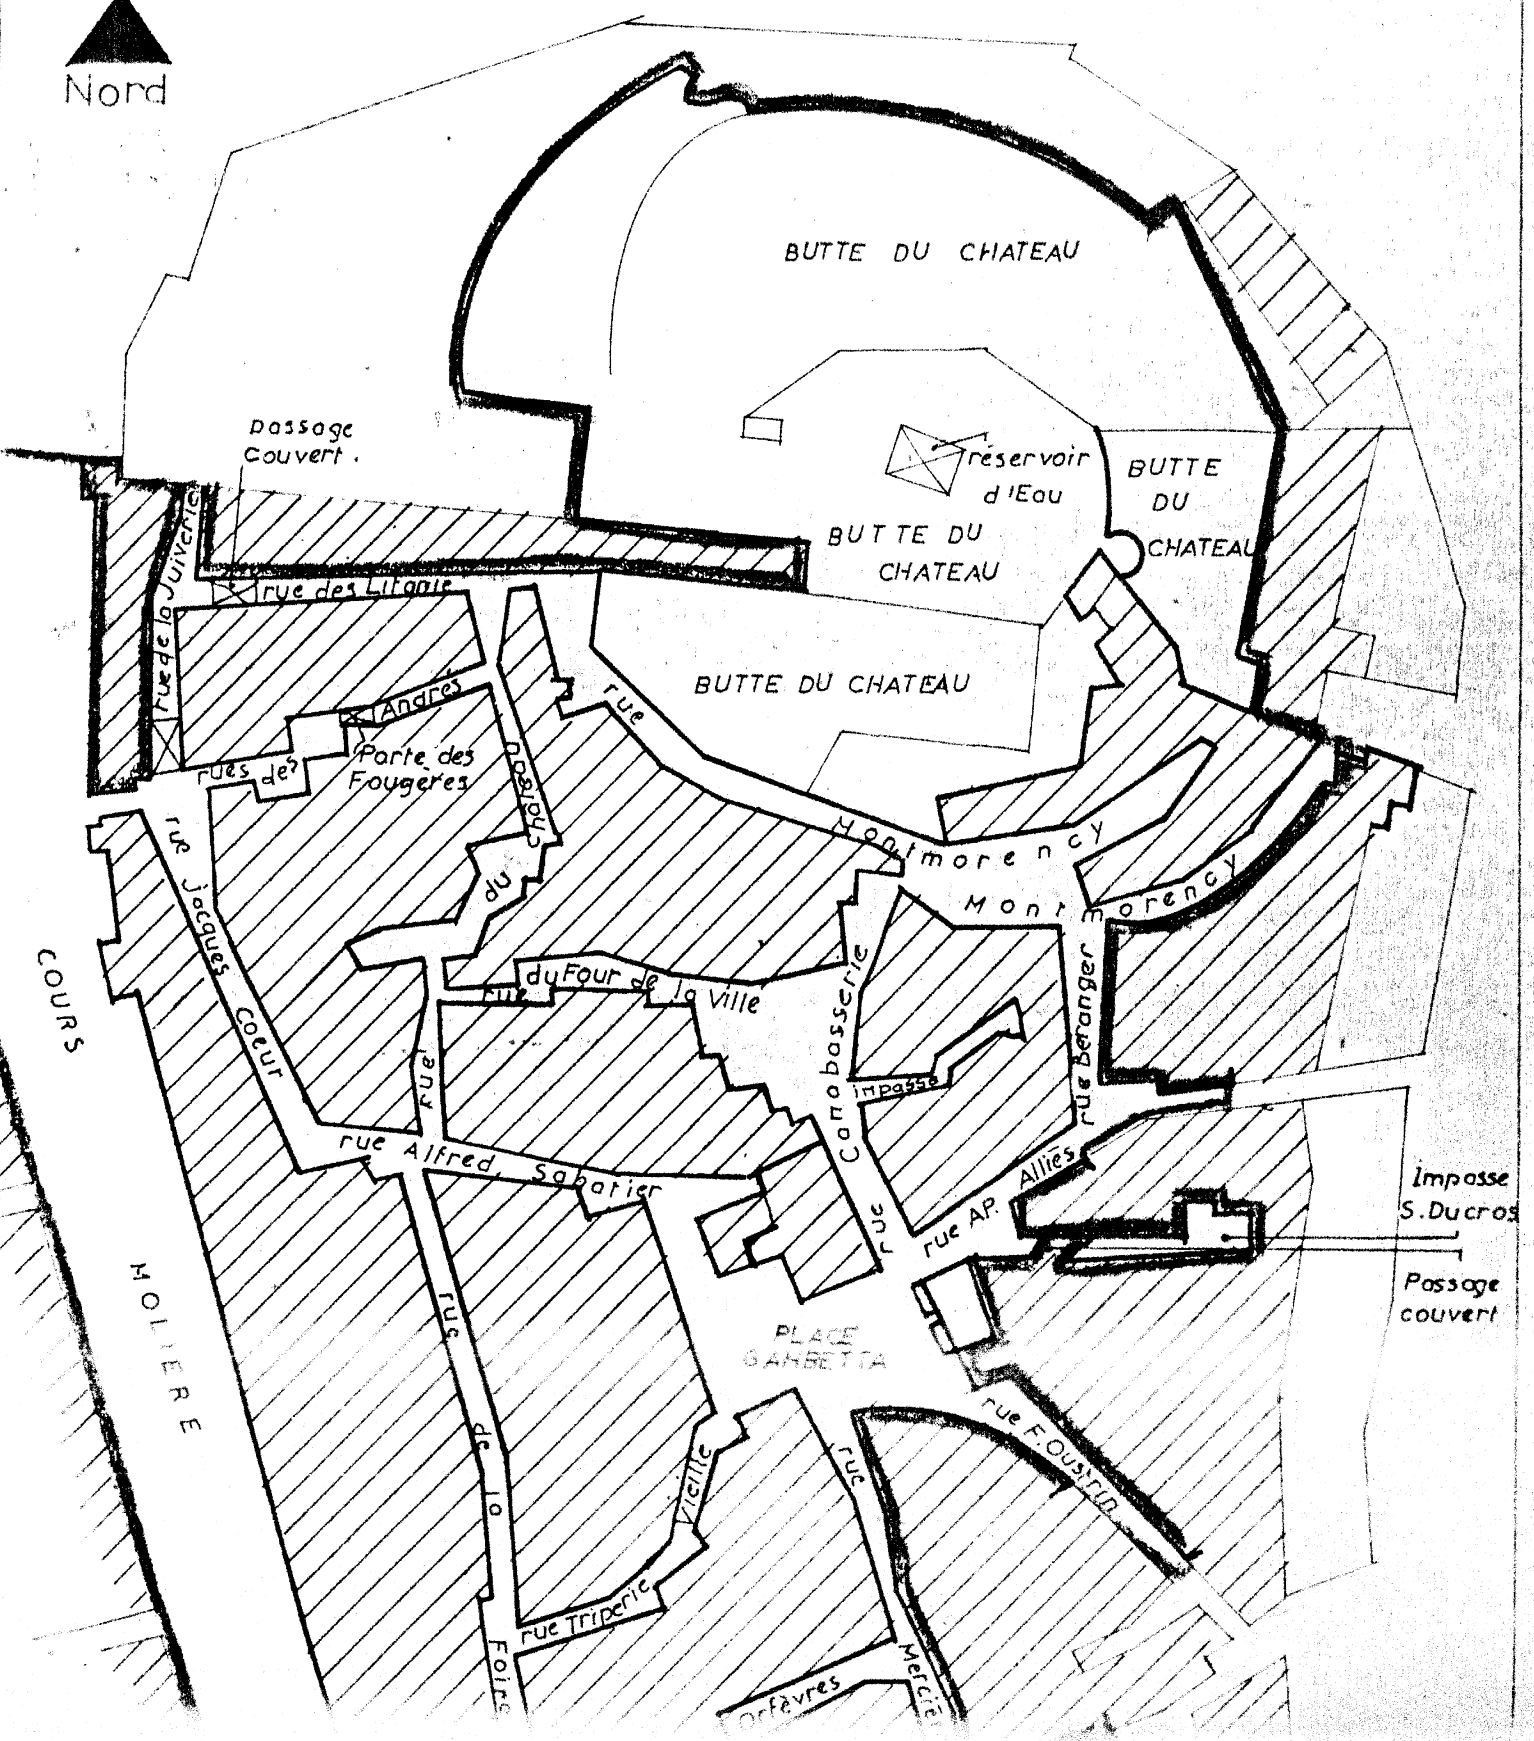 Nord
BUTTE DU CHATEAU
passage
couvert.
réservoir
d'Eau
BUTTE
DU
CHATEAU
BUTTE DU
CHATEAU
rue de la Juiverie
rue des Litanie
BUTTE DU CHATEAU
rue
Andrés
Porte des
Fougères
rues des
château
du
rue
Montmorency
Montmorency
rue
jacques
Coeur
COURS
MOLIERE
rue du Four de la Ville
Canabasserie
rue
impasse
rue Beranger
rue Alfred Sabatier
rue AP. Alliés
Impasse
S. Ducros
Passage
couvert
PLACE
GAMBETTA
rue F. Oustrin
rue de la Foire
Vieille
rue Triperie
rue
Merciè
Orfèvres